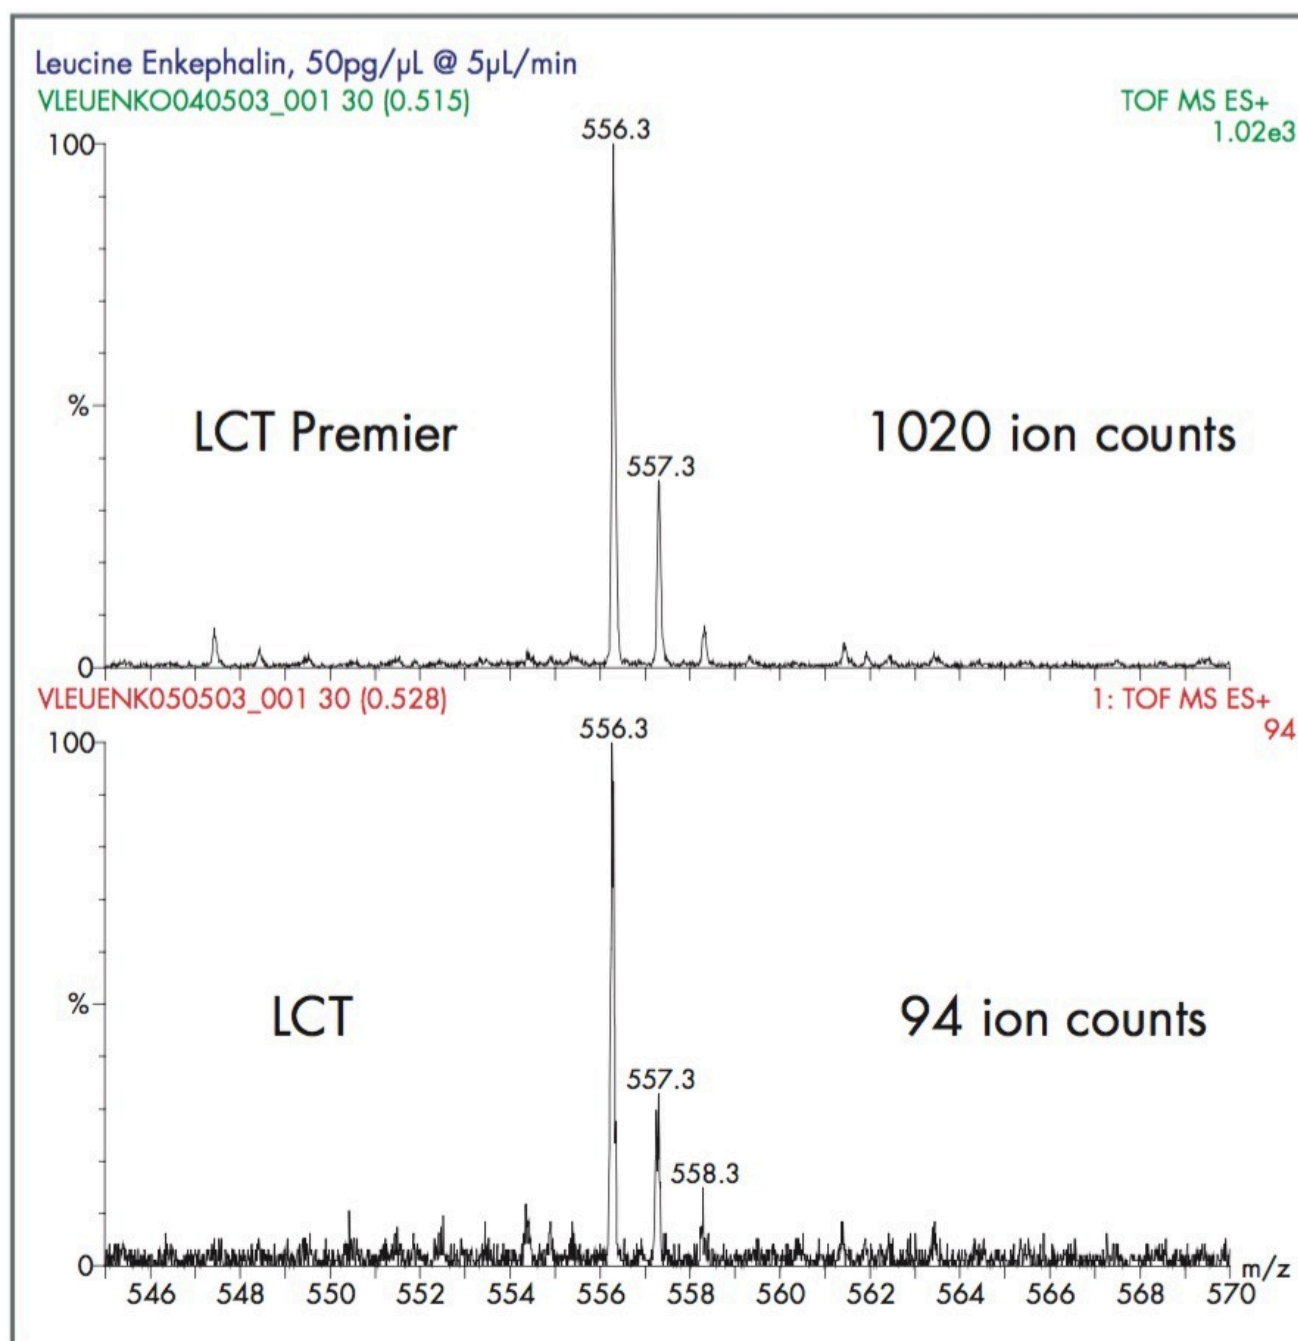 Leucine Enkephalin, 50pg/µL @ 5µL/min
VLEUENKO040503_001 30 (0.515)
TOF MS ES+
1.02e3
556.3
100
%
LCT Premier
1020 ion counts
557.3
0
VLEUENK050503_001 30 (0.528)
1: TOF MS ES+
94
556.3
100
%
LCT
94 ion counts
557.3
558.3
0
m/z
546 548 550 552 554 556 558 560 562 564 566 568 570